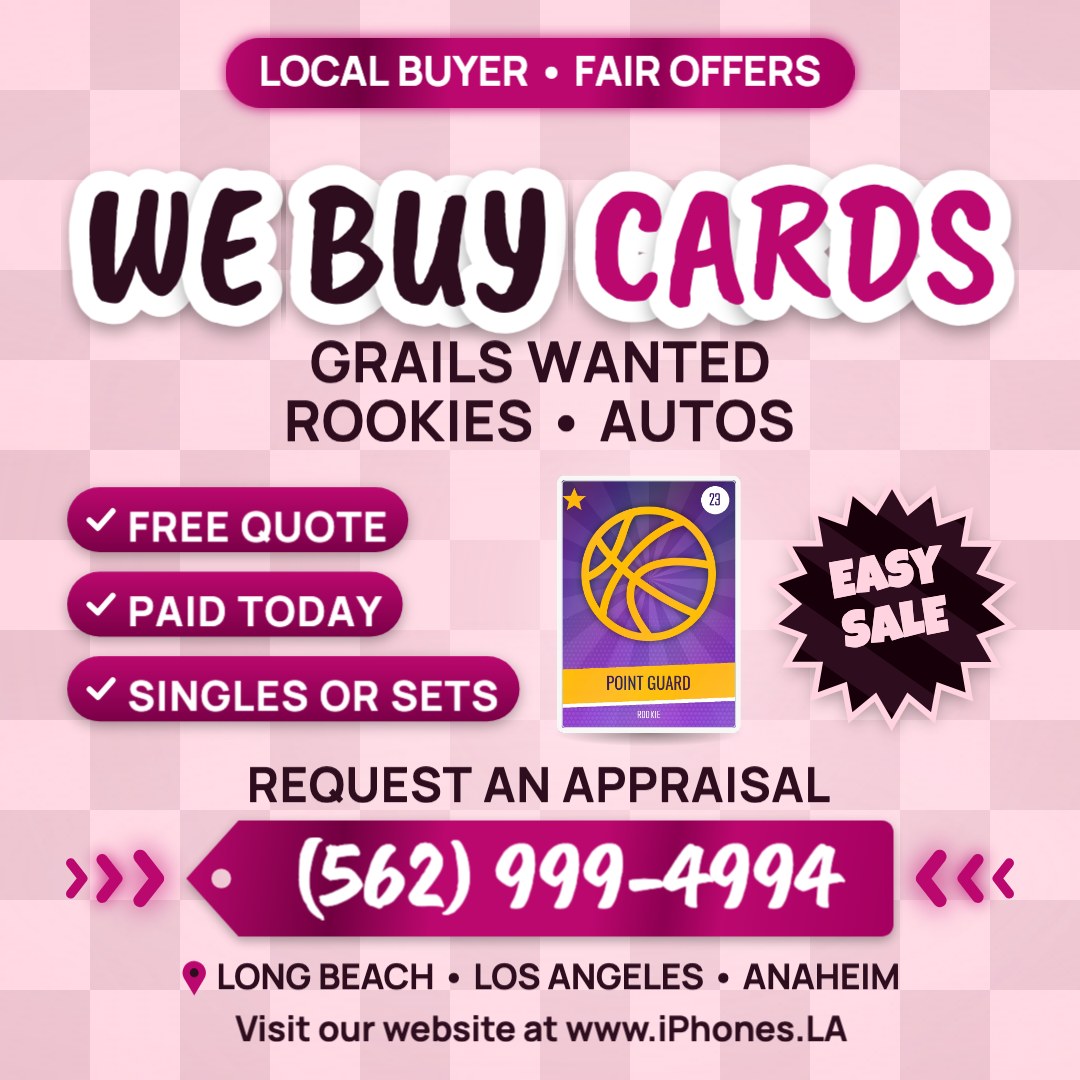 LOCAL BUYER • FAIR OFFERS
WE BUY CARDS
GRAILS WANTED
ROOKIES • AUTOS
FREE QUOTE
PAID TODAY
SINGLES OR SETS
23
POINT GUARD
ROOKIE
EASY
SALE
REQUEST AN APPRAISAL
(562) 999-4994
LONG BEACH • LOS ANGELES • ANAHEIM
Visit our website at www.iPhones.LA